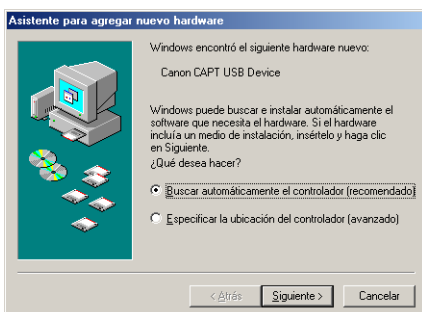 Asistente para agregar nuevo hardware
Windows encontró el siguiente hardware nuevo:
Canon CAPT USB Device
Windows puede buscar e instalar automáticamente el
software que necesita el hardware. Si el hardware
incluía un medio de instalación, insértelo y haga clic
en Siguiente.
¿Qué desea hacer?
Buscar automáticamente el controlador (recomendado)
Especificar la ubicación del controlador (avanzado)
< Atrás Siguiente > Cancelar